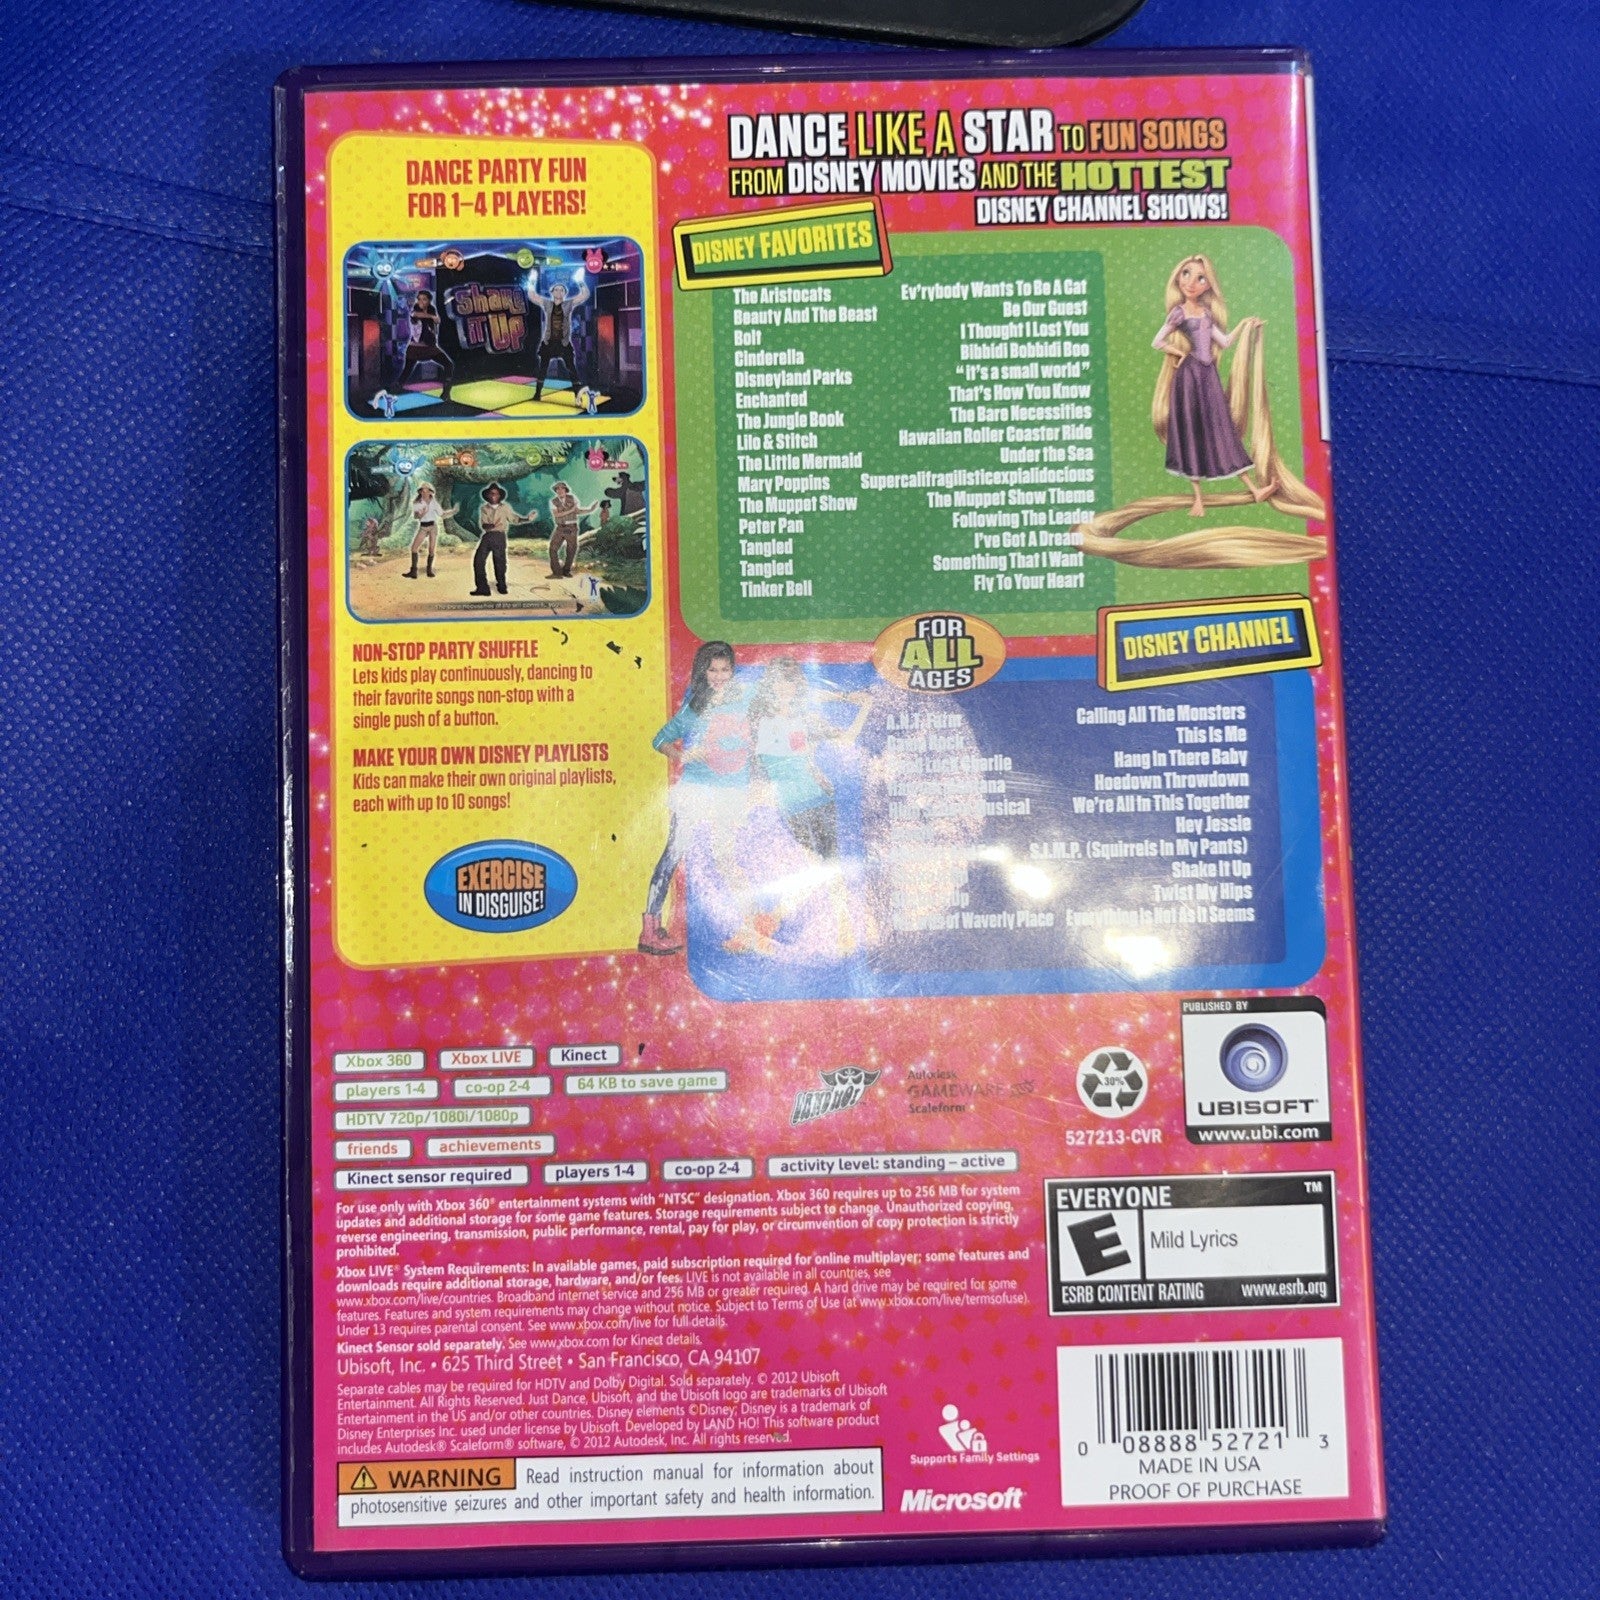 DANCE LIKE A STAR TO FUN SONGS
FROM DISNEY MOVIES AND THE HOTTEST
DISNEY CHANNEL SHOWS!
DANCE PARTY FUN
FOR 1-4 PLAYERS!
SHAKE
IT UP
NON-STOP PARTY SHUFFLE
Lets kids play continuously, dancing to
their favorite songs non-stop with a
single push of a button.
MAKE YOUR OWN DISNEY PLAYLISTS
Kids can make their own original playlists,
each with up to 10 songs!
EXERCISE
IN DISGUISE!
DISNEY FAVORITES
The Aristocats Ev'rybody Wants To Be A Cat
Beauty And The Beast Be Our Guest
Bolt I Thought I Lost You
Cinderella Bibbidi Bobbidi Boo
Disneyland Parks "it's a small world"
Enchanted That's How You Know
The Jungle Book The Bare Necessities
Lilo & Stitch Hawaiian Roller Coaster Ride
The Little Mermaid Under the Sea
Mary Poppins Supercalifragilisticexpialidocious
The Muppet Show The Muppet Show Theme
Peter Pan Following The Leader
Tangled I've Got A Dream
Tangled Something That I Want
Tinker Bell Fly To Your Heart
FOR
ALL
AGES
DISNEY CHANNEL
A.N.T. Farm Calling All The Monsters
This Is Me
Charlie Hang In There Baby
Hoedown Throwdown
Musical We're All In This Together
Hey Jessie
S.I.M.P. (Squirrels In My Pants)
Shake It Up
Up Twist My Hips
of Waverly Place Everything Is Not As It Seems
Xbox 360 Xbox LIVE Kinect
players 1-4 co-op 2-4 64 KB to save game
HDTV 720p/1080i/1080p
friends achievements
Kinect sensor required players 1-4 co-op 2-4 activity level: standing – active
LAND HO!™
Autodesk
GAMEWARE
Scaleform
30%
527213-CVR
PUBLISHED BY
UBISOFT®
www.ubi.com
For use only with Xbox 360® entertainment systems with "NTSC" designation. Xbox 360 requires up to 256 MB for system
updates and additional storage for some game features. Storage requirements subject to change. Unauthorized copying,
reverse engineering, transmission, public performance, rental, pay for play, or circumvention of copy protection is strictly
prohibited.
Xbox LIVE® System Requirements: In available games, paid subscription required for online multiplayer; some features and
downloads require additional storage, hardware, and/or fees. LIVE is not available in all countries, see
www.xbox.com/live/countries. Broadband internet service and 256 MB or greater required. A hard drive may be required for some
features. Features and system requirements may change without notice. Subject to Terms of Use (at www.xbox.com/live/termsofuse).
Under 13 requires parental consent. See www.xbox.com/live for full details.
Kinect Sensor sold separately. See www.xbox.com for Kinect details.
Ubisoft, Inc. • 625 Third Street • San Francisco, CA 94107
Separate cables may be required for HDTV and Dolby Digital. Sold separately. © 2012 Ubisoft
Entertainment. All Rights Reserved. Just Dance, Ubisoft, and the Ubisoft logo are trademarks of Ubisoft
Entertainment in the US and/or other countries. Disney elements ©Disney; Disney is a trademark of
Disney Enterprises Inc. used under license by Ubisoft. Developed by LAND HO! This software product
includes Autodesk® Scaleform® software, © 2012 Autodesk, Inc. All rights reserved.
WARNING Read instruction manual for information about
photosensitive seizures and other important safety and health information.
Supports Family Settings
Microsoft®
EVERYONE ™
E
Mild Lyrics
ESRB CONTENT RATING www.esrb.org
0 08888 52721 3
MADE IN USA
PROOF OF PURCHASE